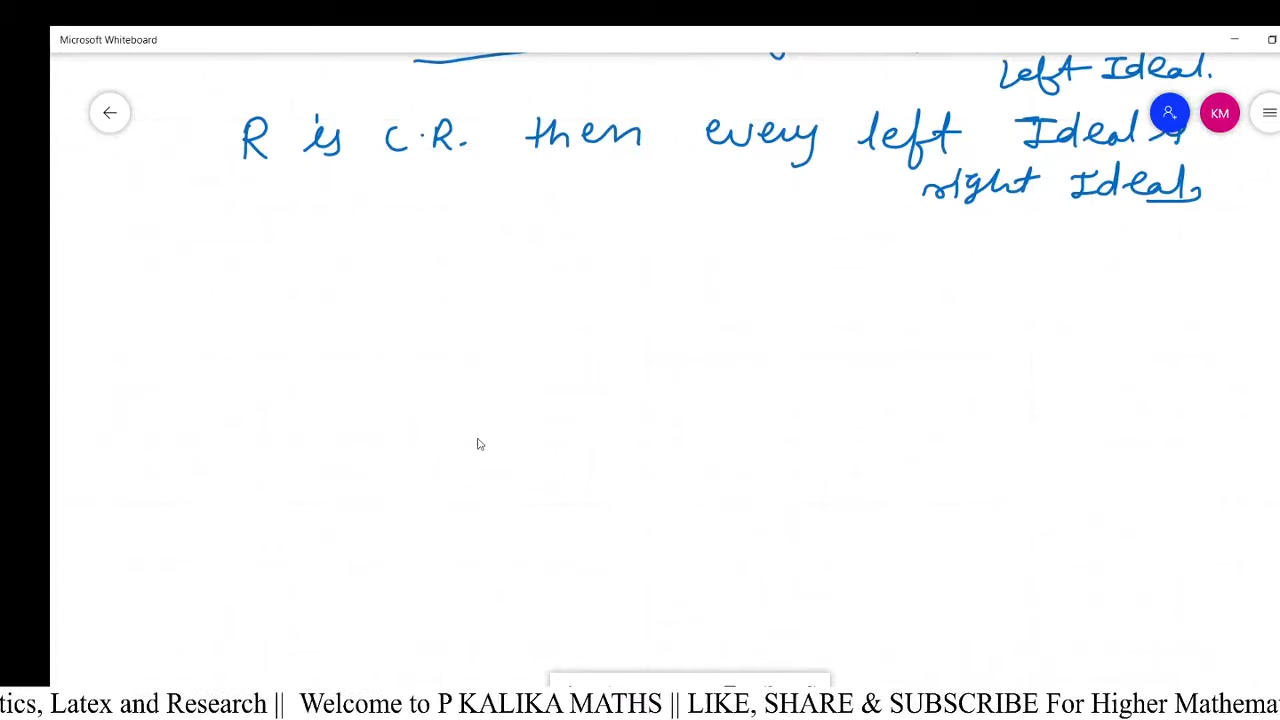 Microsoft Whiteboard
left Ideal.
R is C.R. then every left Ideal is
right Ideal,
KM
tics, Latex and Research || Welcome to P KALIKA MATHS || LIKE, SHARE & SUBSCRIBE For Higher Mathema